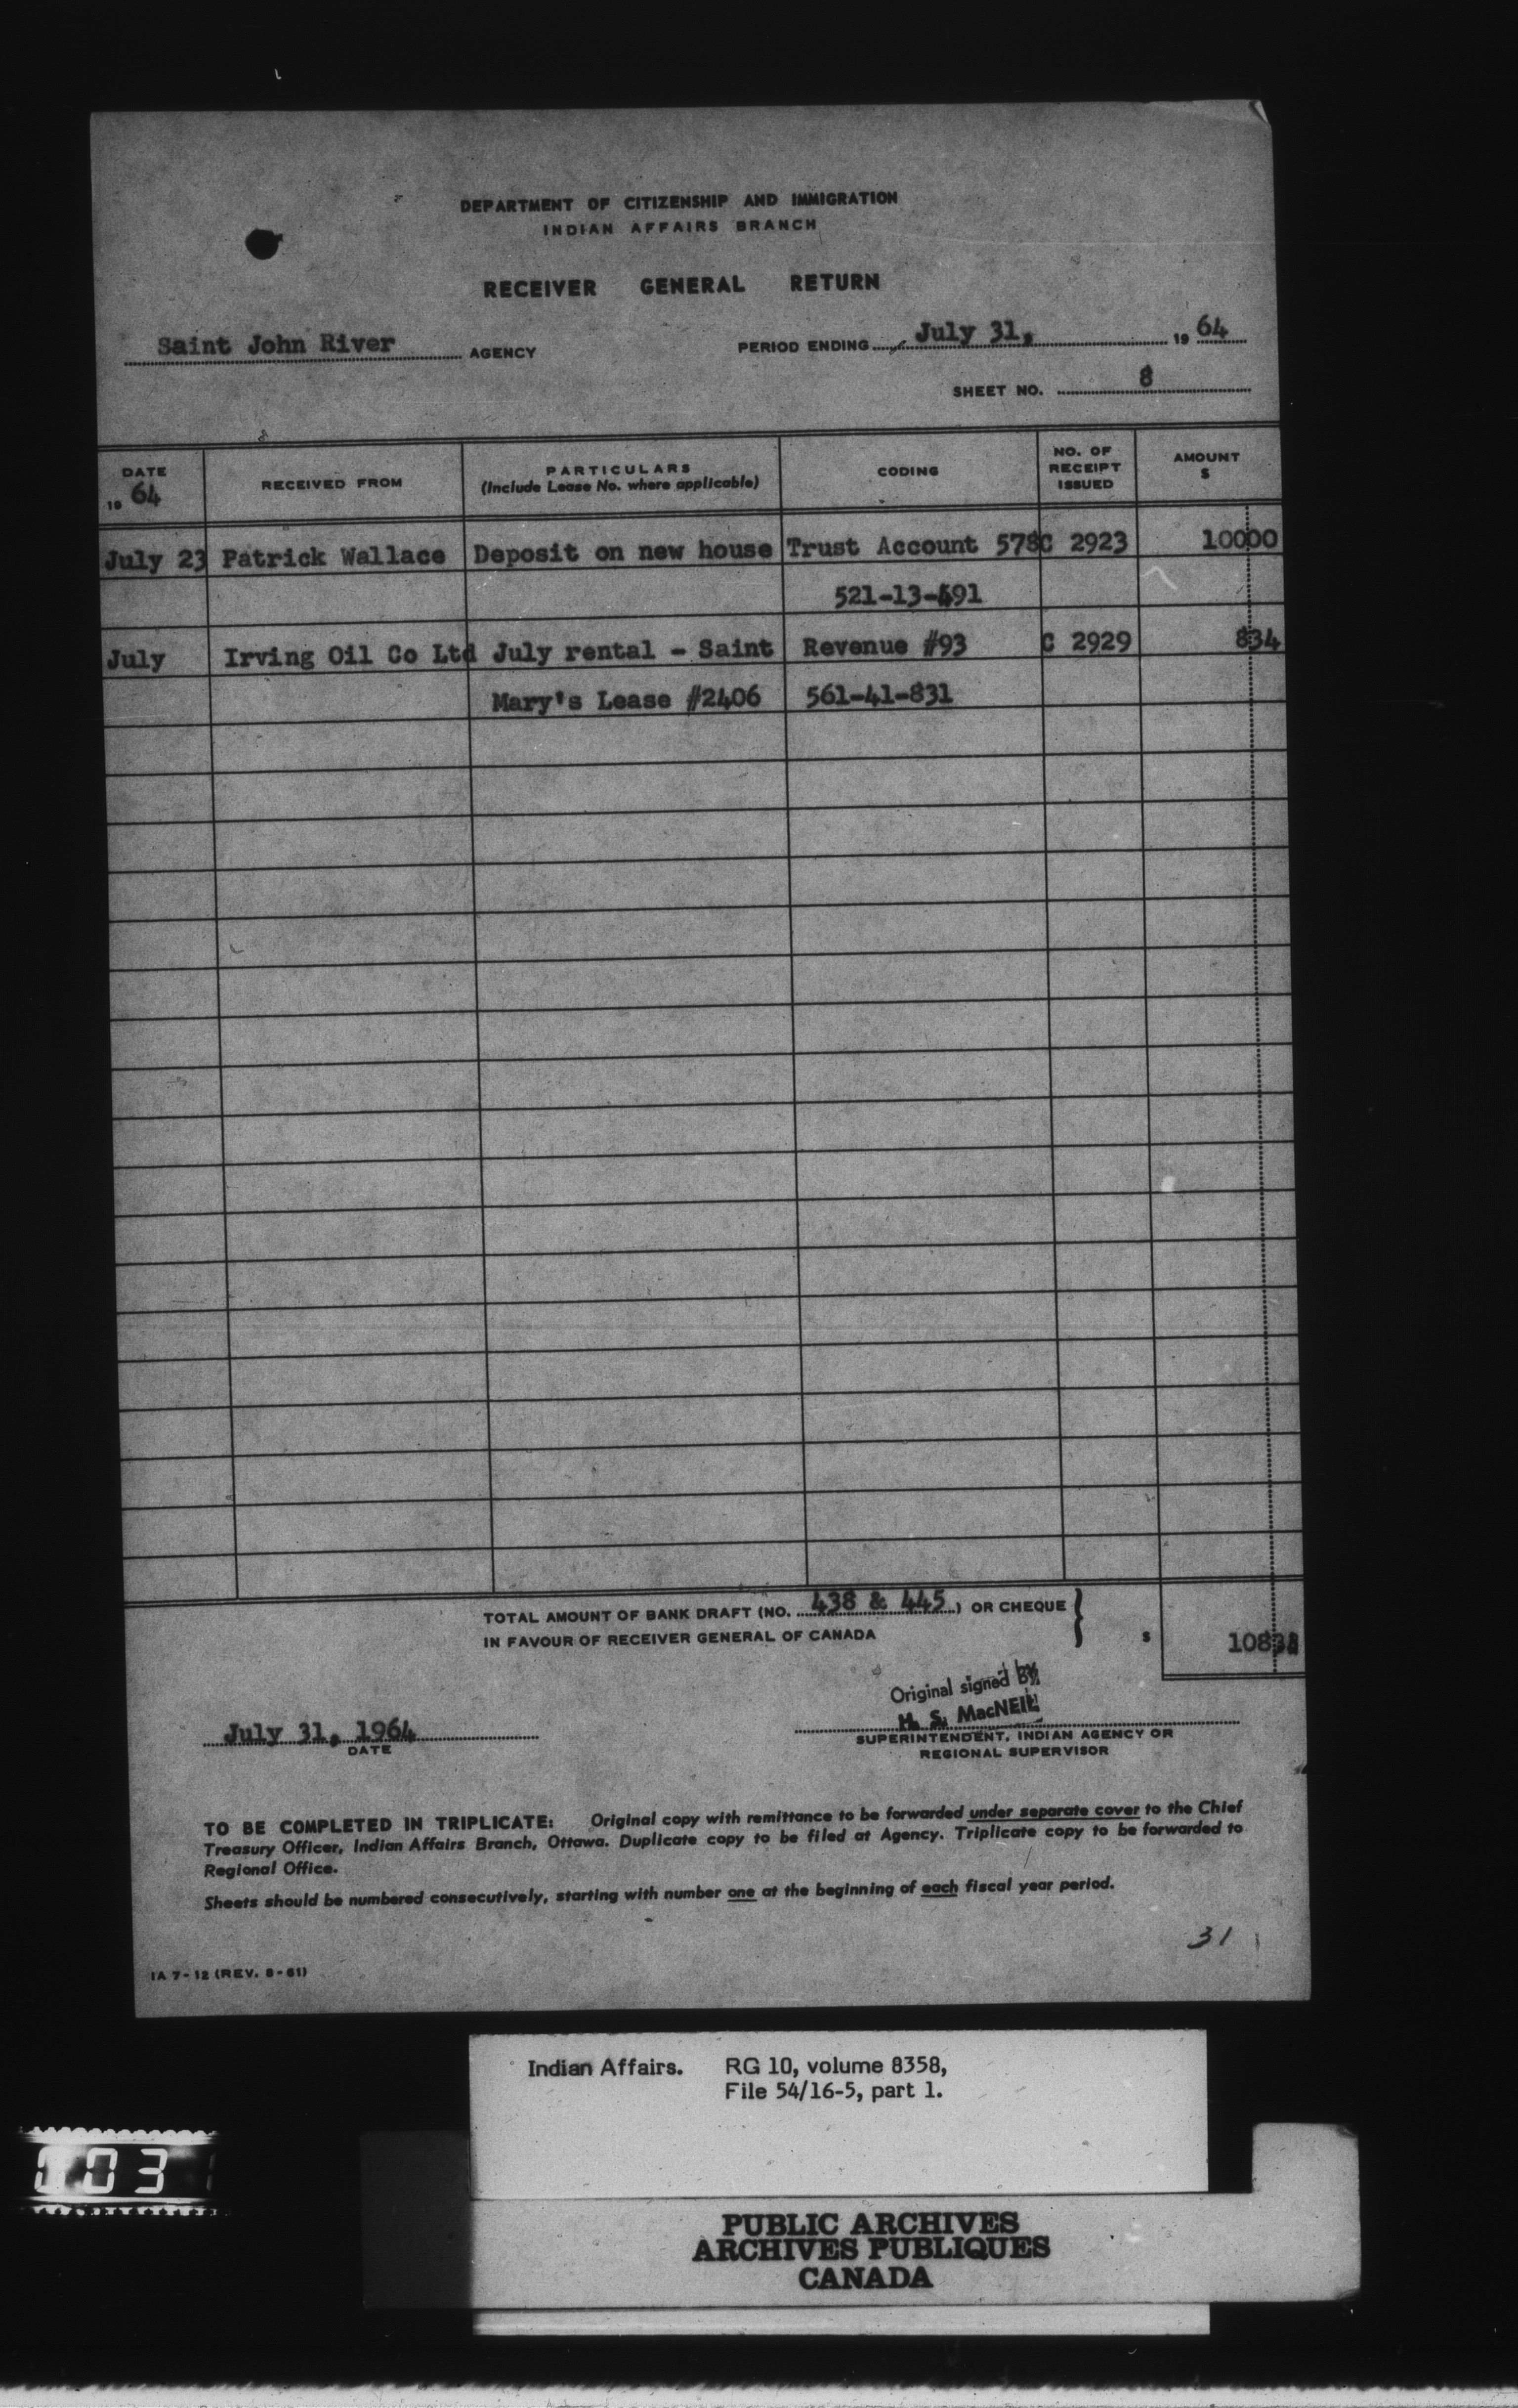 DEPARTMENT OF CITIZENSHIP AND IMMIGRATION
INDIAN AFFAIRS BRANCH
RECEIVER GENERAL RETURN
Saint John River AGENCY PERIOD ENDING July 31, 19 64
SHEET NO. 8
DATE 19 64 RECEIVED FROM PARTICULARS (Include Lease No. where applicable) CODING NO. OF RECEIPT ISSUED AMOUNT $
July 23 Patrick Wallace Deposit on new house Trust Account 578 C 2923 10000
521-13-591
July Irving Oil Co Ltd July rental - Saint Revenue #93 C 2929 834
Mary's Lease #2406 561-41-831
TOTAL AMOUNT OF BANK DRAFT (NO. 438 & 445) OR CHEQUE
IN FAVOUR OF RECEIVER GENERAL OF CANADA $
Original signed by
H. S. MacNEIL
July 31, 1964
DATE
SUPERINTENDENT, INDIAN AGENCY OR
REGIONAL SUPERVISOR
TO BE COMPLETED IN TRIPLICATE: Original copy with remittance to be forwarded under separate cover to the Chief
Treasury Officer, Indian Affairs Branch, Ottawa. Duplicate copy to be filed at Agency. Triplicate copy to be forwarded to
Regional Office.
Sheets should be numbered consecutively, starting with number one at the beginning of each fiscal year period.
31
IA 7-12 (REV. 8-61)
Indian Affairs. RG 10, volume 8358,
File 54/16-5, part 1.
PUBLIC ARCHIVES
ARCHIVES PUBLIQUES
CANADA